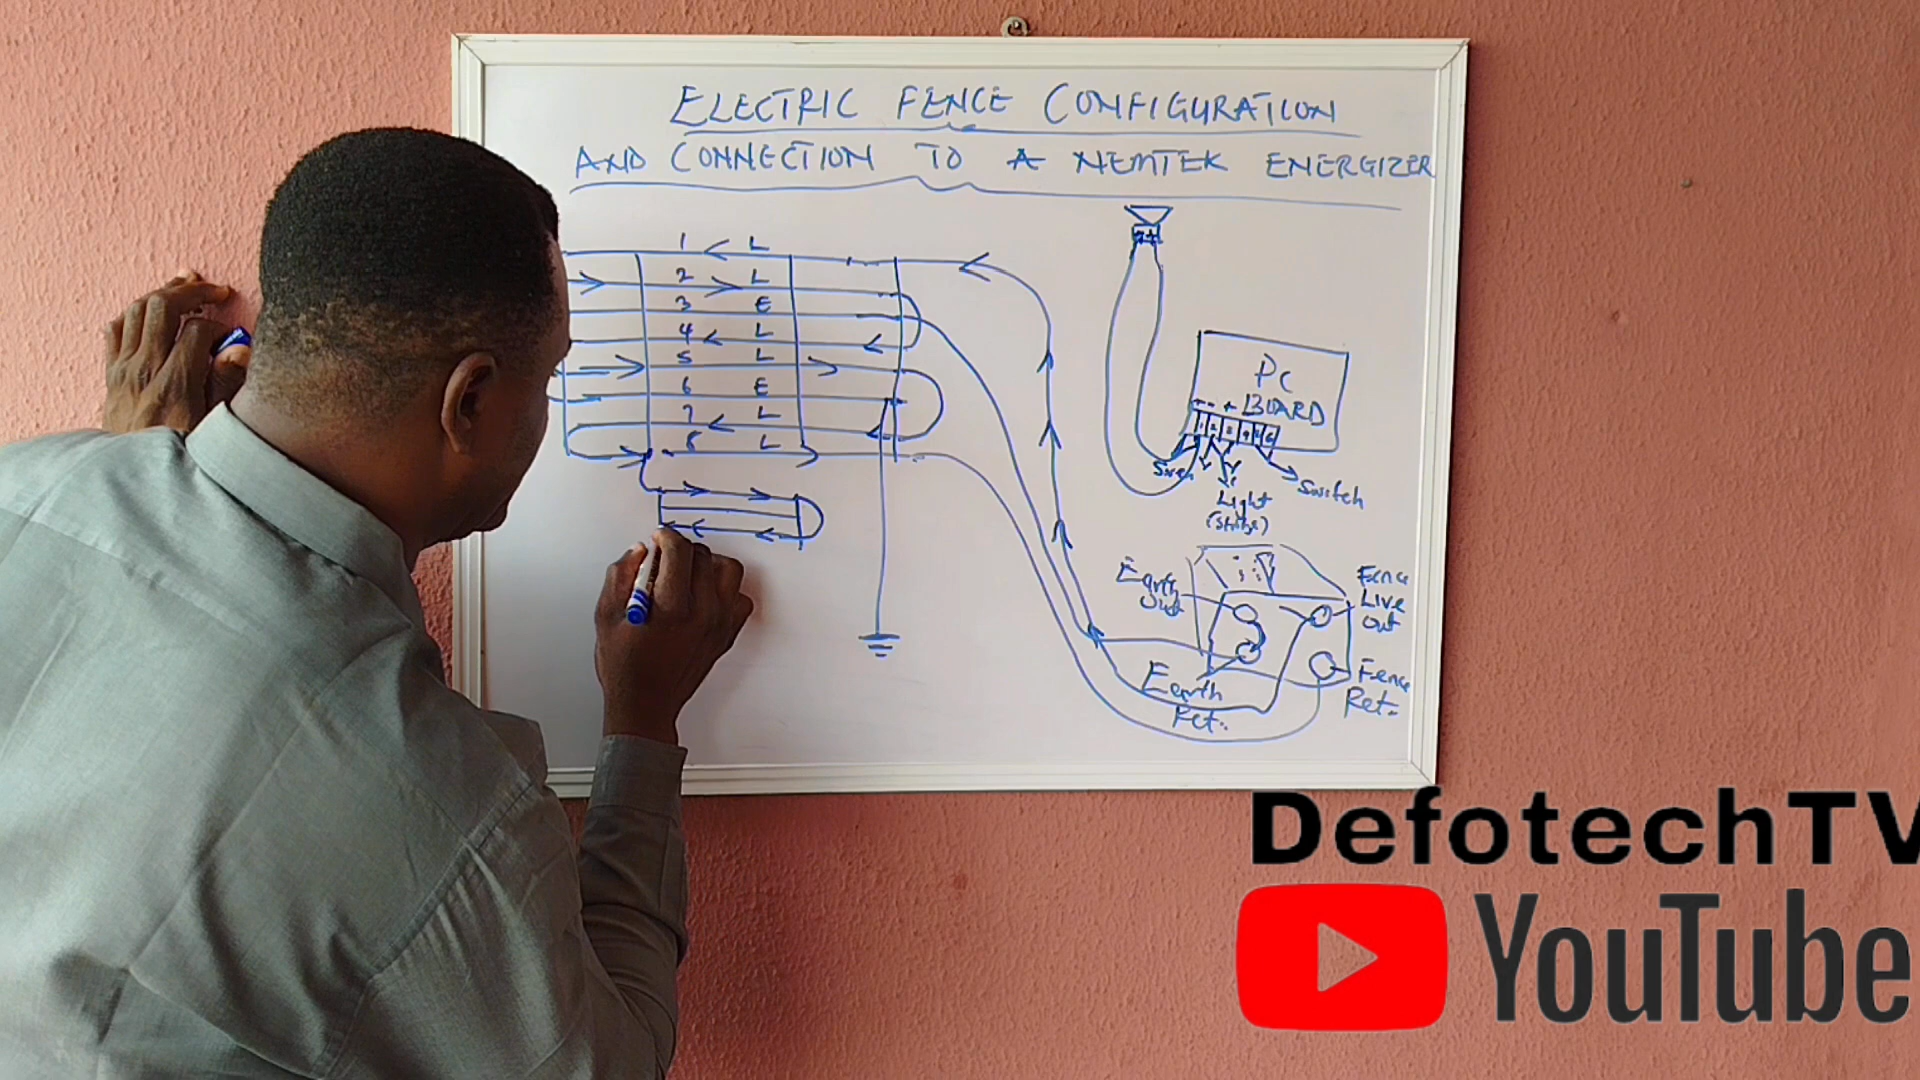 ELECTRIC FENCE CONFIGURATION
AND CONNECTION TO A NEMTEK ENERGIZER
1 L
2 L
3 E
4 L
5 L
6 E
7 L
8 L
PC
BOARD
Siren
Light
Switch
Earth
Out
Fence
Live
Out
Earth
Ret.
Fence
Ret.
DefotechTV
YouTube